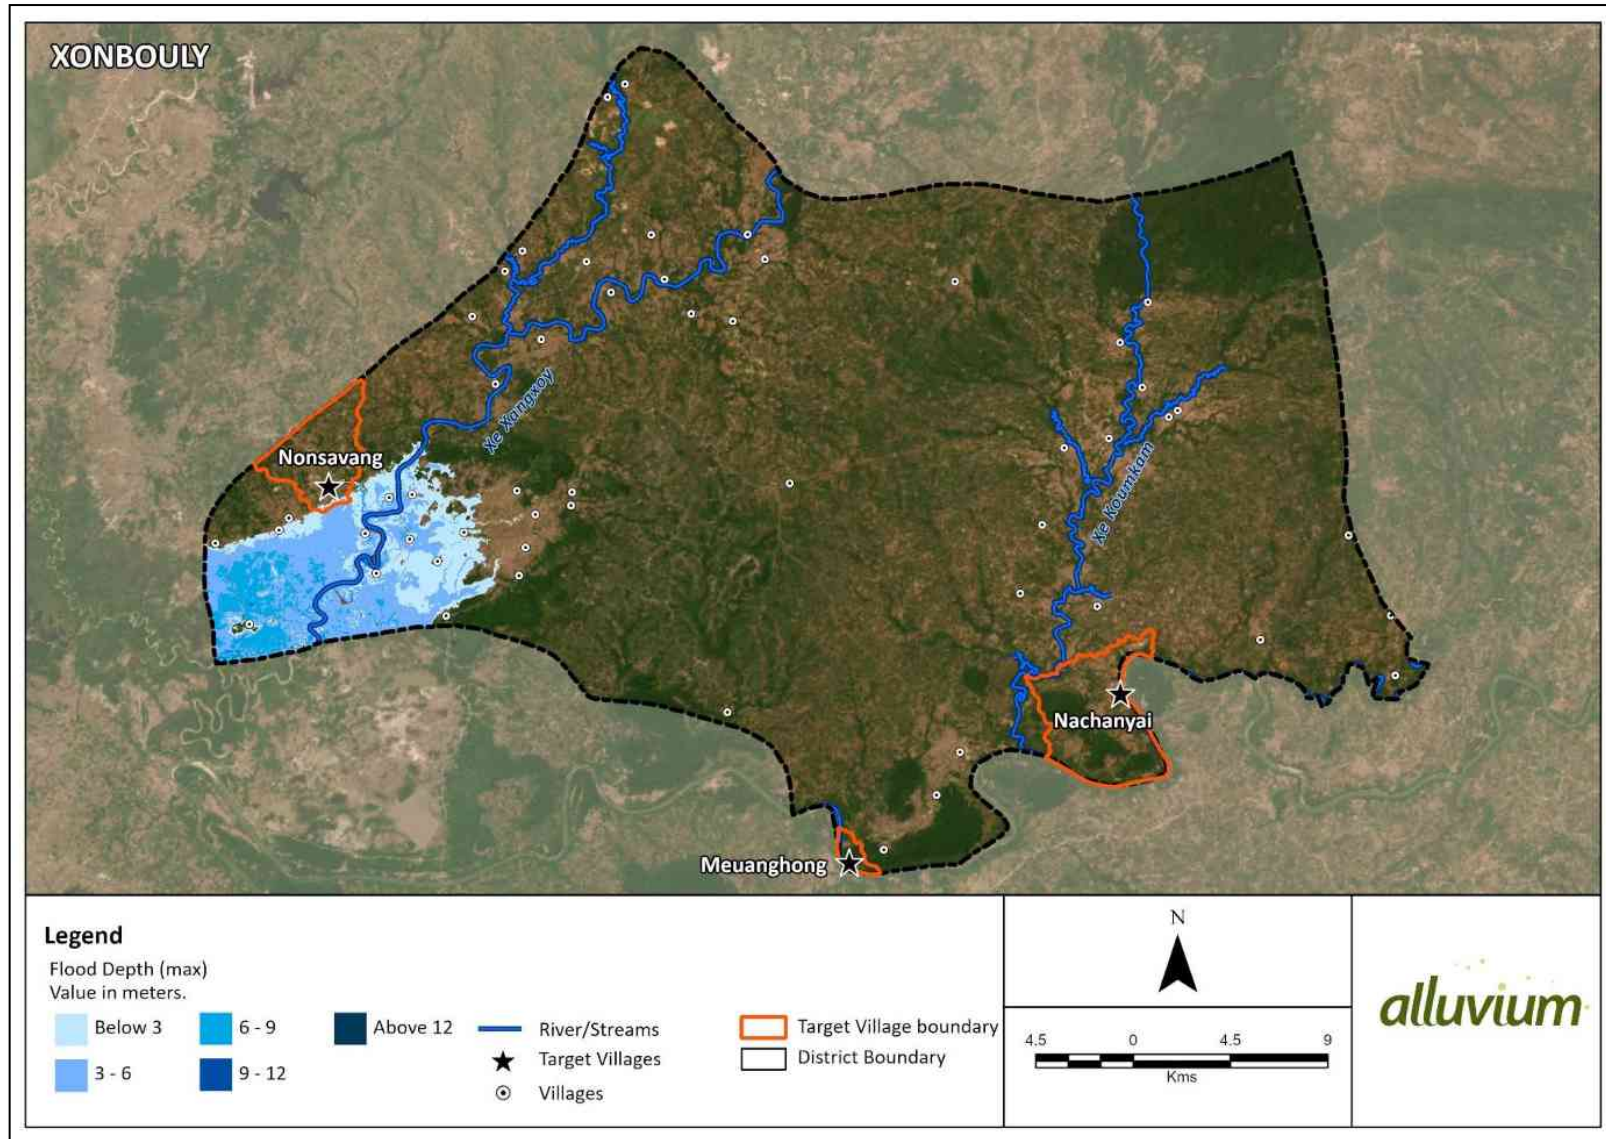 XONBOULY
Xe Xangxoy
Nonsavang
Xe Koumkam
Nachanyai
Meuanghong
Legend
Flood Depth (max)
Value in meters.
Below 3
6 - 9
Above 12
3 - 6
9 - 12
River/Streams
Target Villages
Villages
Target Village boundary
District Boundary
N
4.5 0 4.5 9
Kms
alluvium